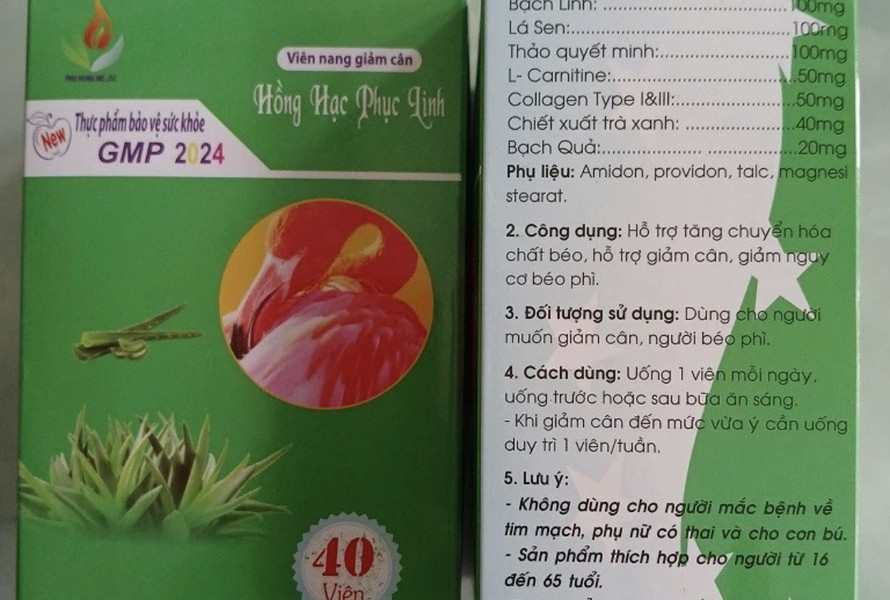 Viên nang giảm cân
Hồng Hạc Phục Linh
New
Thực phẩm bảo vệ sức khỏe
GMP 2024
40
Viên
Bạch Linh: ........................100mg
Lá Sen:.............................100mg
Thảo quyết minh:....................100mg
L- Carnitine:.......................50mg
Collagen Type I&III:................50mg
Chiết xuất trà xanh: ...............40mg
Bạch Quả:............... ...........20mg
Phụ liệu: Amidon, providon, talc, magnesi
stearat.
2. Công dụng: Hỗ trợ tăng chuyển hóa
chất béo, hỗ trợ giảm cân, giảm nguy
cơ béo phì.
3. Đối tượng sử dụng: Dùng cho người
muốn giảm cân, người béo phì.
4. Cách dùng: Uống 1 viên mỗi ngày,
uống trước hoặc sau bữa ăn sáng.
- Khi giảm cân đến mức vừa ý cần uống
duy trì 1 viên/tuần.
5. Lưu ý:
- Không dùng cho người mắc bệnh về
tim mạch, phụ nữ có thai và cho con bú.
- Sản phẩm thích hợp cho người từ 16
đến 65 tuổi.